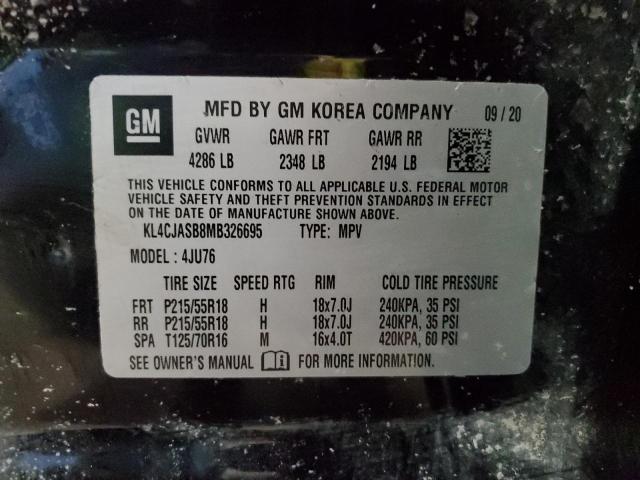 GM
MFD BY GM KOREA COMPANY 09 / 20
GVWR GAWR FRT GAWR RR
4286 LB 2348 LB 2194 LB
THIS VEHICLE CONFORMS TO ALL APPLICABLE U.S. FEDERAL MOTOR
VEHICLE SAFETY AND THEFT PREVENTION STANDARDS IN EFFECT
ON THE DATE OF MANUFACTURE SHOWN ABOVE.
KL4CJASB8MB326695 TYPE: MPV
MODEL : 4JU76
TIRE SIZE SPEED RTG RIM COLD TIRE PRESSURE
FRT P215/55R18 H 18x7.0J 240KPA, 35 PSI
RR P215/55R18 H 18x7.0J 240KPA, 35 PSI
SPA T125/70R16 M 16x4.0T 420KPA, 60 PSI
SEE OWNER'S MANUAL FOR MORE INFORMATION.